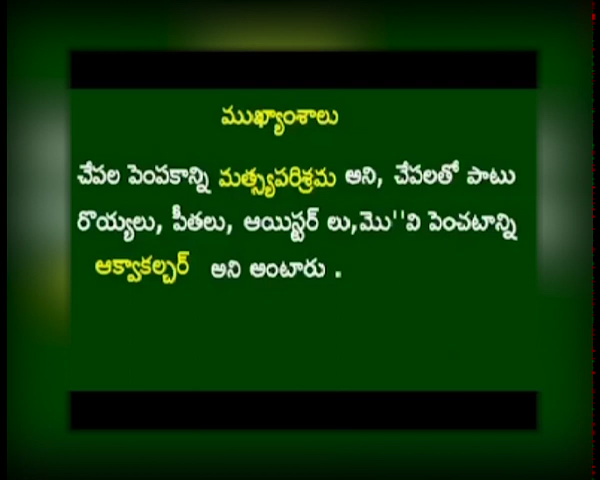 ముఖ్యాంశాలు
చేపల పెంపకాన్ని మత్స్యపరిశ్రమ అని, చేపలతో పాటు
రొయ్యలు, పీతలు, ఆయిస్టర్ లు,మొ''వి పెంచటాన్ని
ఆక్వాకల్చర్ అని అంటారు .